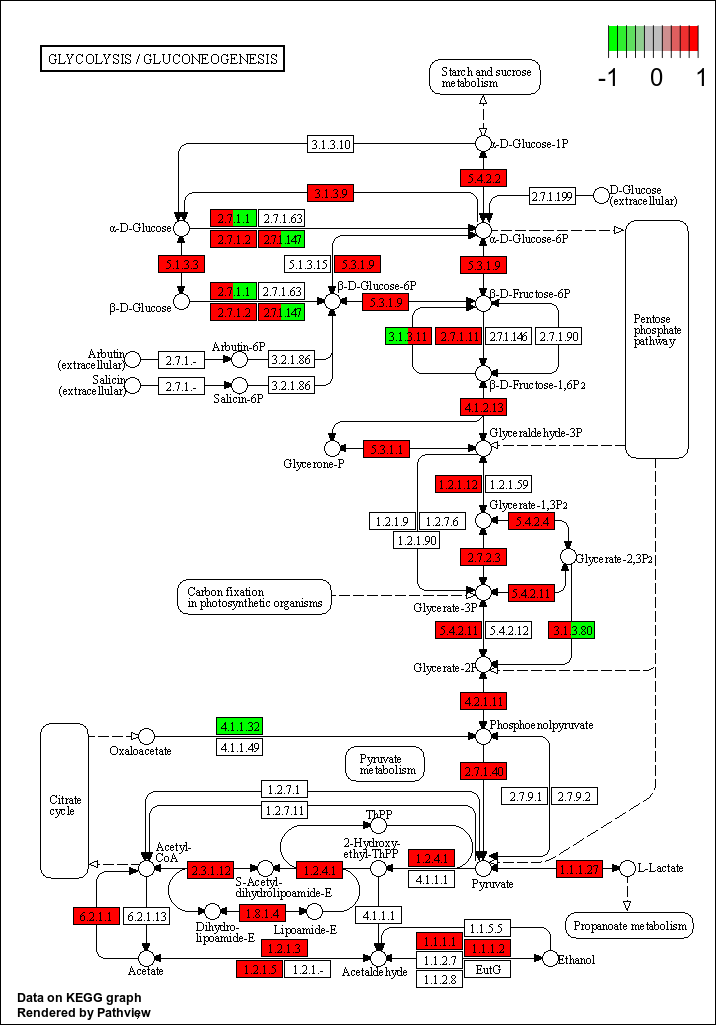 GLYCOLYSIS / GLUCONEOGENESIS
-1 0 1
Starch and sucrose
metabolism
3.1.3.10
α-D-Glucose-1P
5.4.2.2
3.1.3.9
2.7.1.199
D-Glucose
(extracellular)
2.7.1.1
2.7.1.63
α-D-Glucose
2.7.1.2
2.7.1.147
α-D-Glucose-6P
5.1.3.3
5.1.3.15
5.3.1.9
5.3.1.9
β-D-Glucose-6P
2.7.1.1
2.7.1.63
β-D-Glucose
2.7.1.2
2.7.1.147
5.3.1.9
β-D-Fructose-6P
Pentose
phosphate
pathway
3.1.3.11
2.7.1.11
2.7.1.146
2.7.1.90
Arbutin
(extracellular)
2.7.1.-
Arbutin-6P
3.2.1.86
Salicin
(extracellular)
2.7.1.-
Salicin-6P
3.2.1.86
β-D-Fructose-1,6P2
4.1.2.13
Glyceraldehyde-3P
5.3.1.1
Glycerone-P
1.2.1.12
1.2.1.59
Glycerate-1,3P2
1.2.1.9
1.2.7.6
1.2.1.90
5.4.2.4
2.7.2.3
Glycerate-2,3P2
Carbon fixation
in photosynthetic organisms
5.4.2.11
Glycerate-3P
5.4.2.11
5.4.2.12
3.1.3.80
Glycerate-2P
4.2.1.11
4.1.1.32
Phosphoenolpyruvate
Oxaloacetate
4.1.1.49
Pyruvate
metabolism
2.7.1.40
Citrate
cycle
1.2.7.1
1.2.7.11
2.7.9.1
2.7.9.2
ThPP
2-Hydroxy-
ethyl-ThPP
Acetyl-
CoA
2.3.1.12
S-Acetyl-
dihydrolipoamide-E
1.2.4.1
1.2.4.1
4.1.1.1
Pyruvate
1.1.1.27
L-Lactate
6.2.1.1
6.2.1.13
Dihydro-
lipoamide-E
1.8.1.4
Lipoamide-E
4.1.1.1
Propanoate metabolism
1.2.1.3
1.2.1.5
1.2.1.-
Acetate
Acetaldehyde
1.1.5.5
1.1.1.1
1.1.1.2
1.1.2.7
EutG
1.1.2.8
Ethanol
Data on KEGG graph
Rendered by Pathview